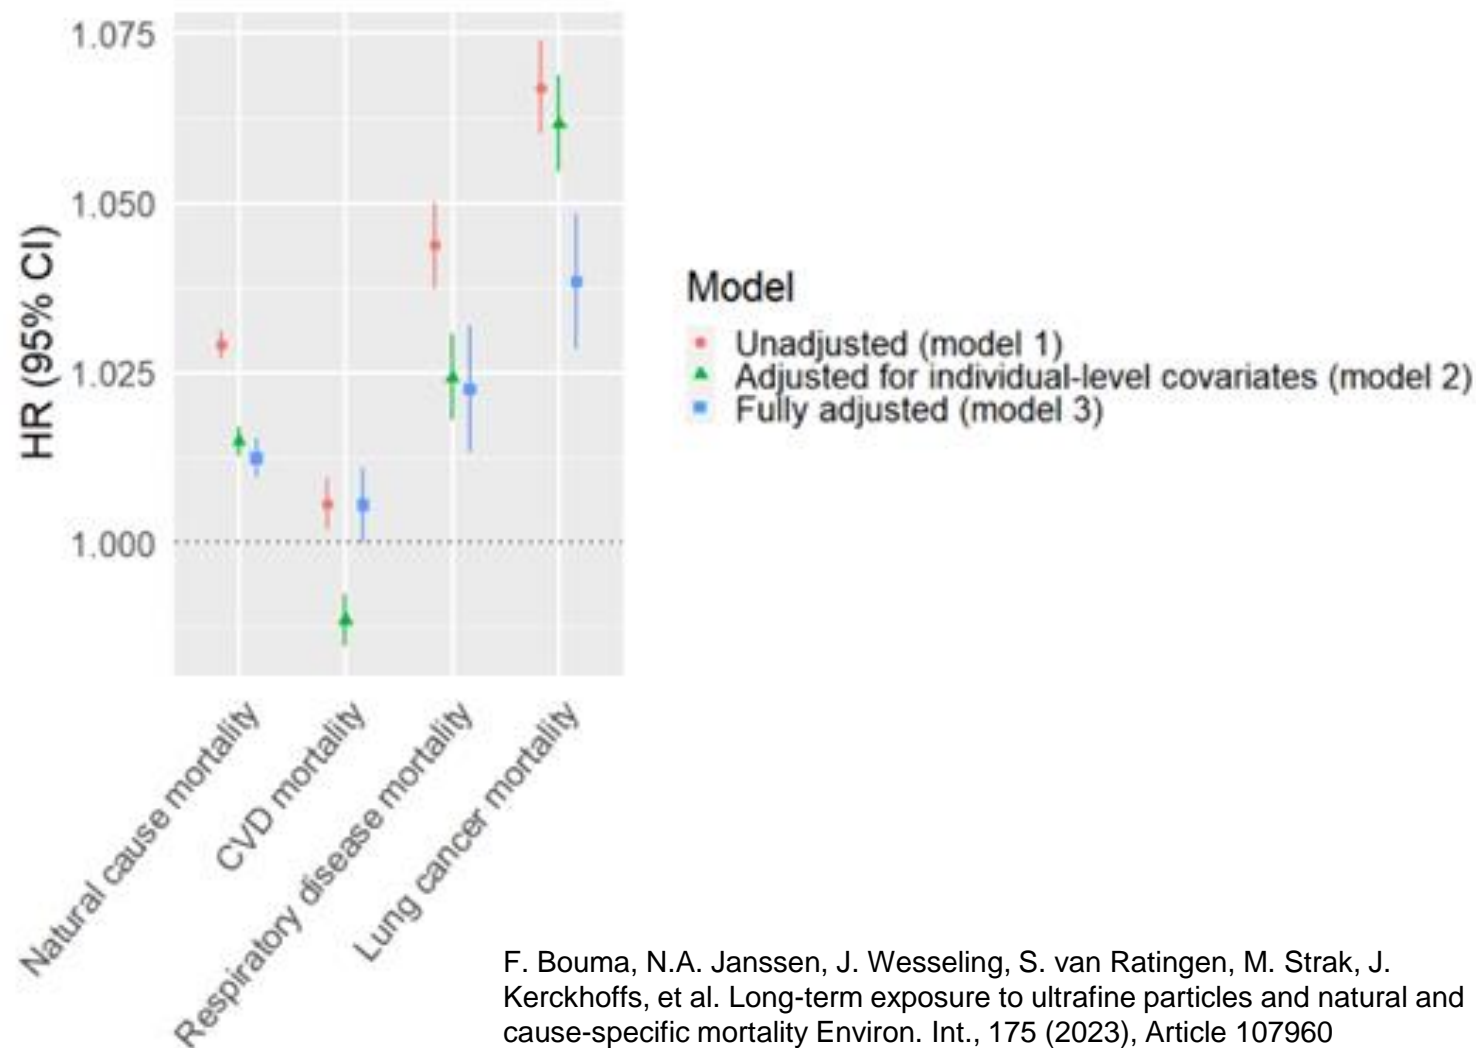 1.075
1.050
1.025
1.000
HR (95% CI)
Natural cause mortality
CVD mortality
Respiratory disease mortality
Lung cancer mortality
Model
Unadjusted (model 1)
Adjusted for individual-level covariates (model 2)
Fully adjusted (model 3)
F. Bouma, N.A. Janssen, J. Wesseling, S. van Ratingen, M. Strak, J.
Kerckhoffs, et al. Long-term exposure to ultrafine particles and natural and
cause-specific mortality Environ. Int., 175 (2023), Article 107960